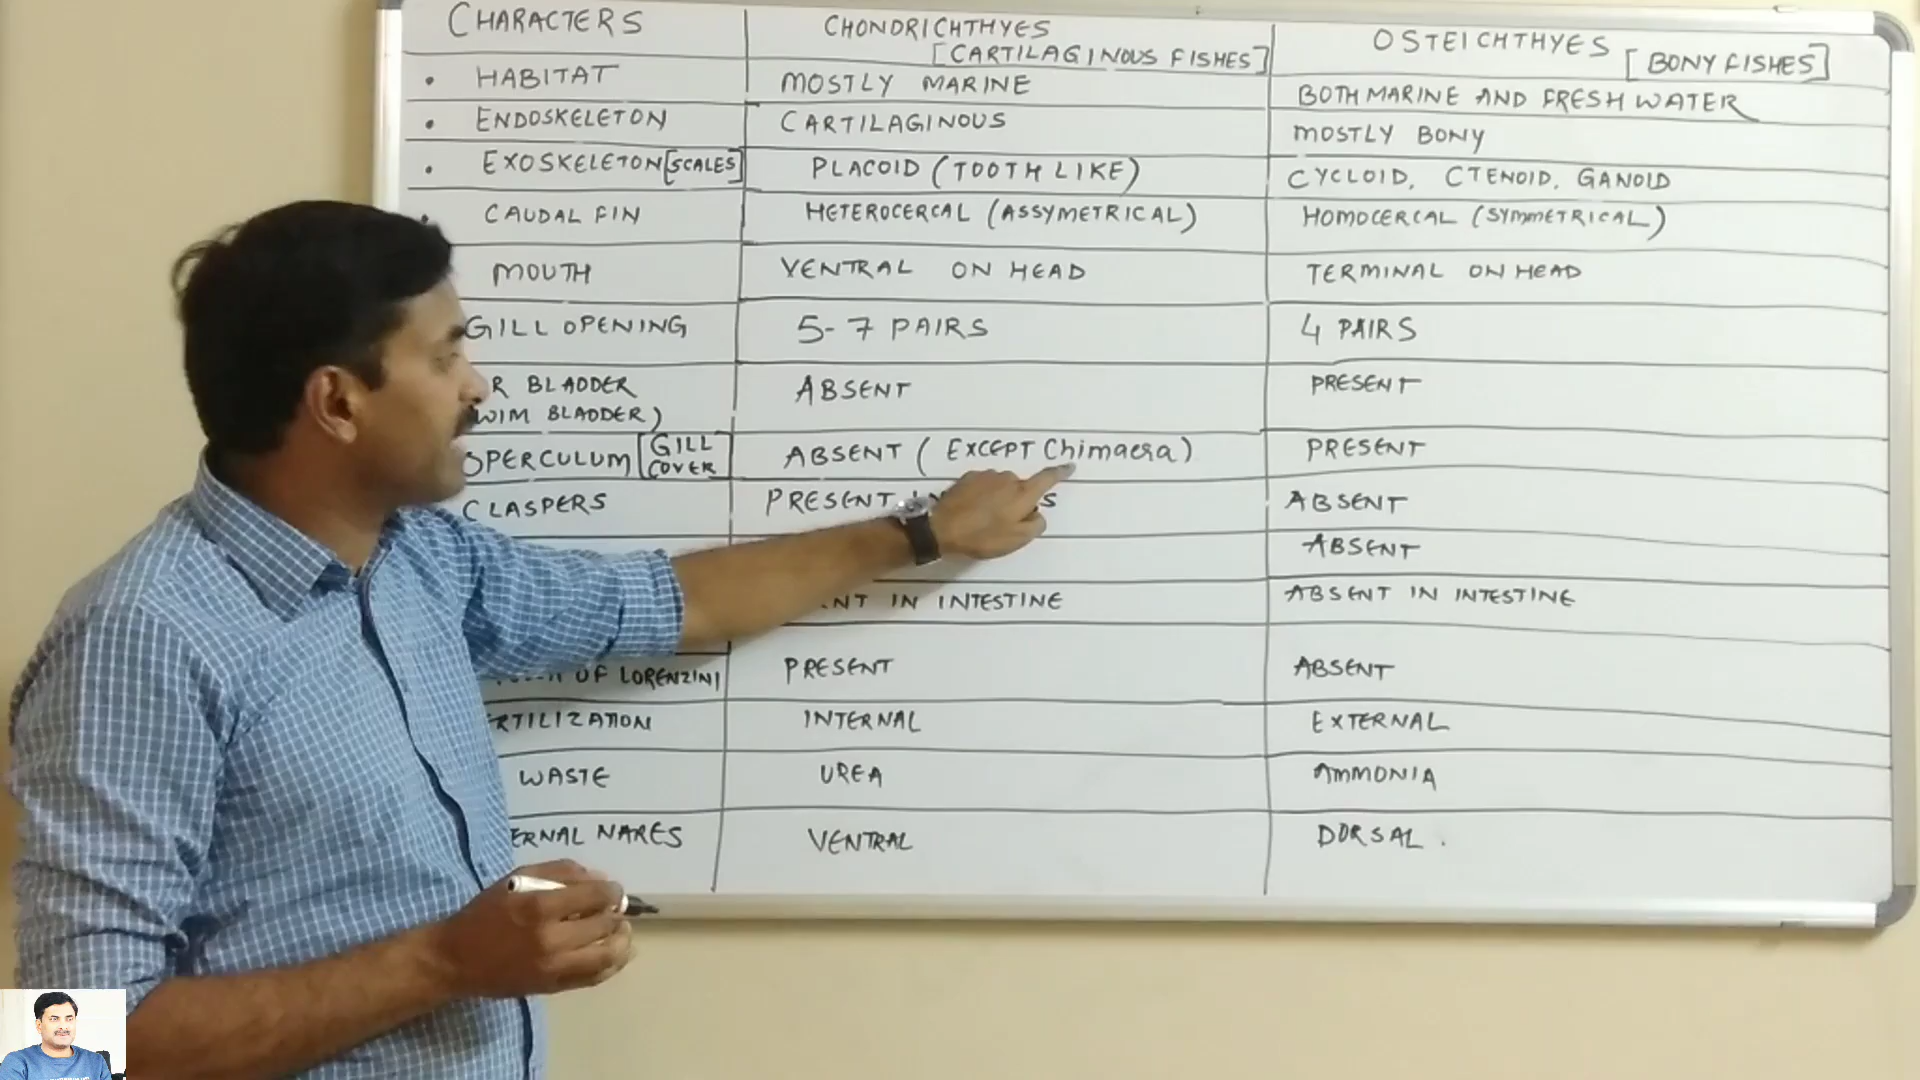 CHARACTERS CHONDRICHTHYES OSTEICHTHYES
[CARTILAGINOUS FISHES] [BONY FISHES]
• HABITAT MOSTLY MARINE BOTH MARINE AND FRESH WATER
• ENDOSKELETON CARTILAGINOUS MOSTLY BONY
• EXOSKELETON [SCALES] PLACOID (TOOTH LIKE) CYCLOID, CTENOID, GANOID
CAUDAL FIN HETEROCERCAL (ASSYMETRICAL) HOMOCERCAL (SYMMETRICAL)
MOUTH VENTRAL ON HEAD TERMINAL ON HEAD
GILL OPENING 5-7 PAIRS 4 PAIRS
BLADDER ABSENT PRESENT
BLADDER)
OPERCULUM [GILL COVER] ABSENT (EXCEPT Chimaera) PRESENT
CLASPERS PRESENT ABSENT
ABSENT
IN INTESTINE ABSENT IN INTESTINE
OF LORENZINI PRESENT ABSENT
INTERNAL EXTERNAL
WASTE UREA AMMONIA
NARES VENTRAL DORSAL.